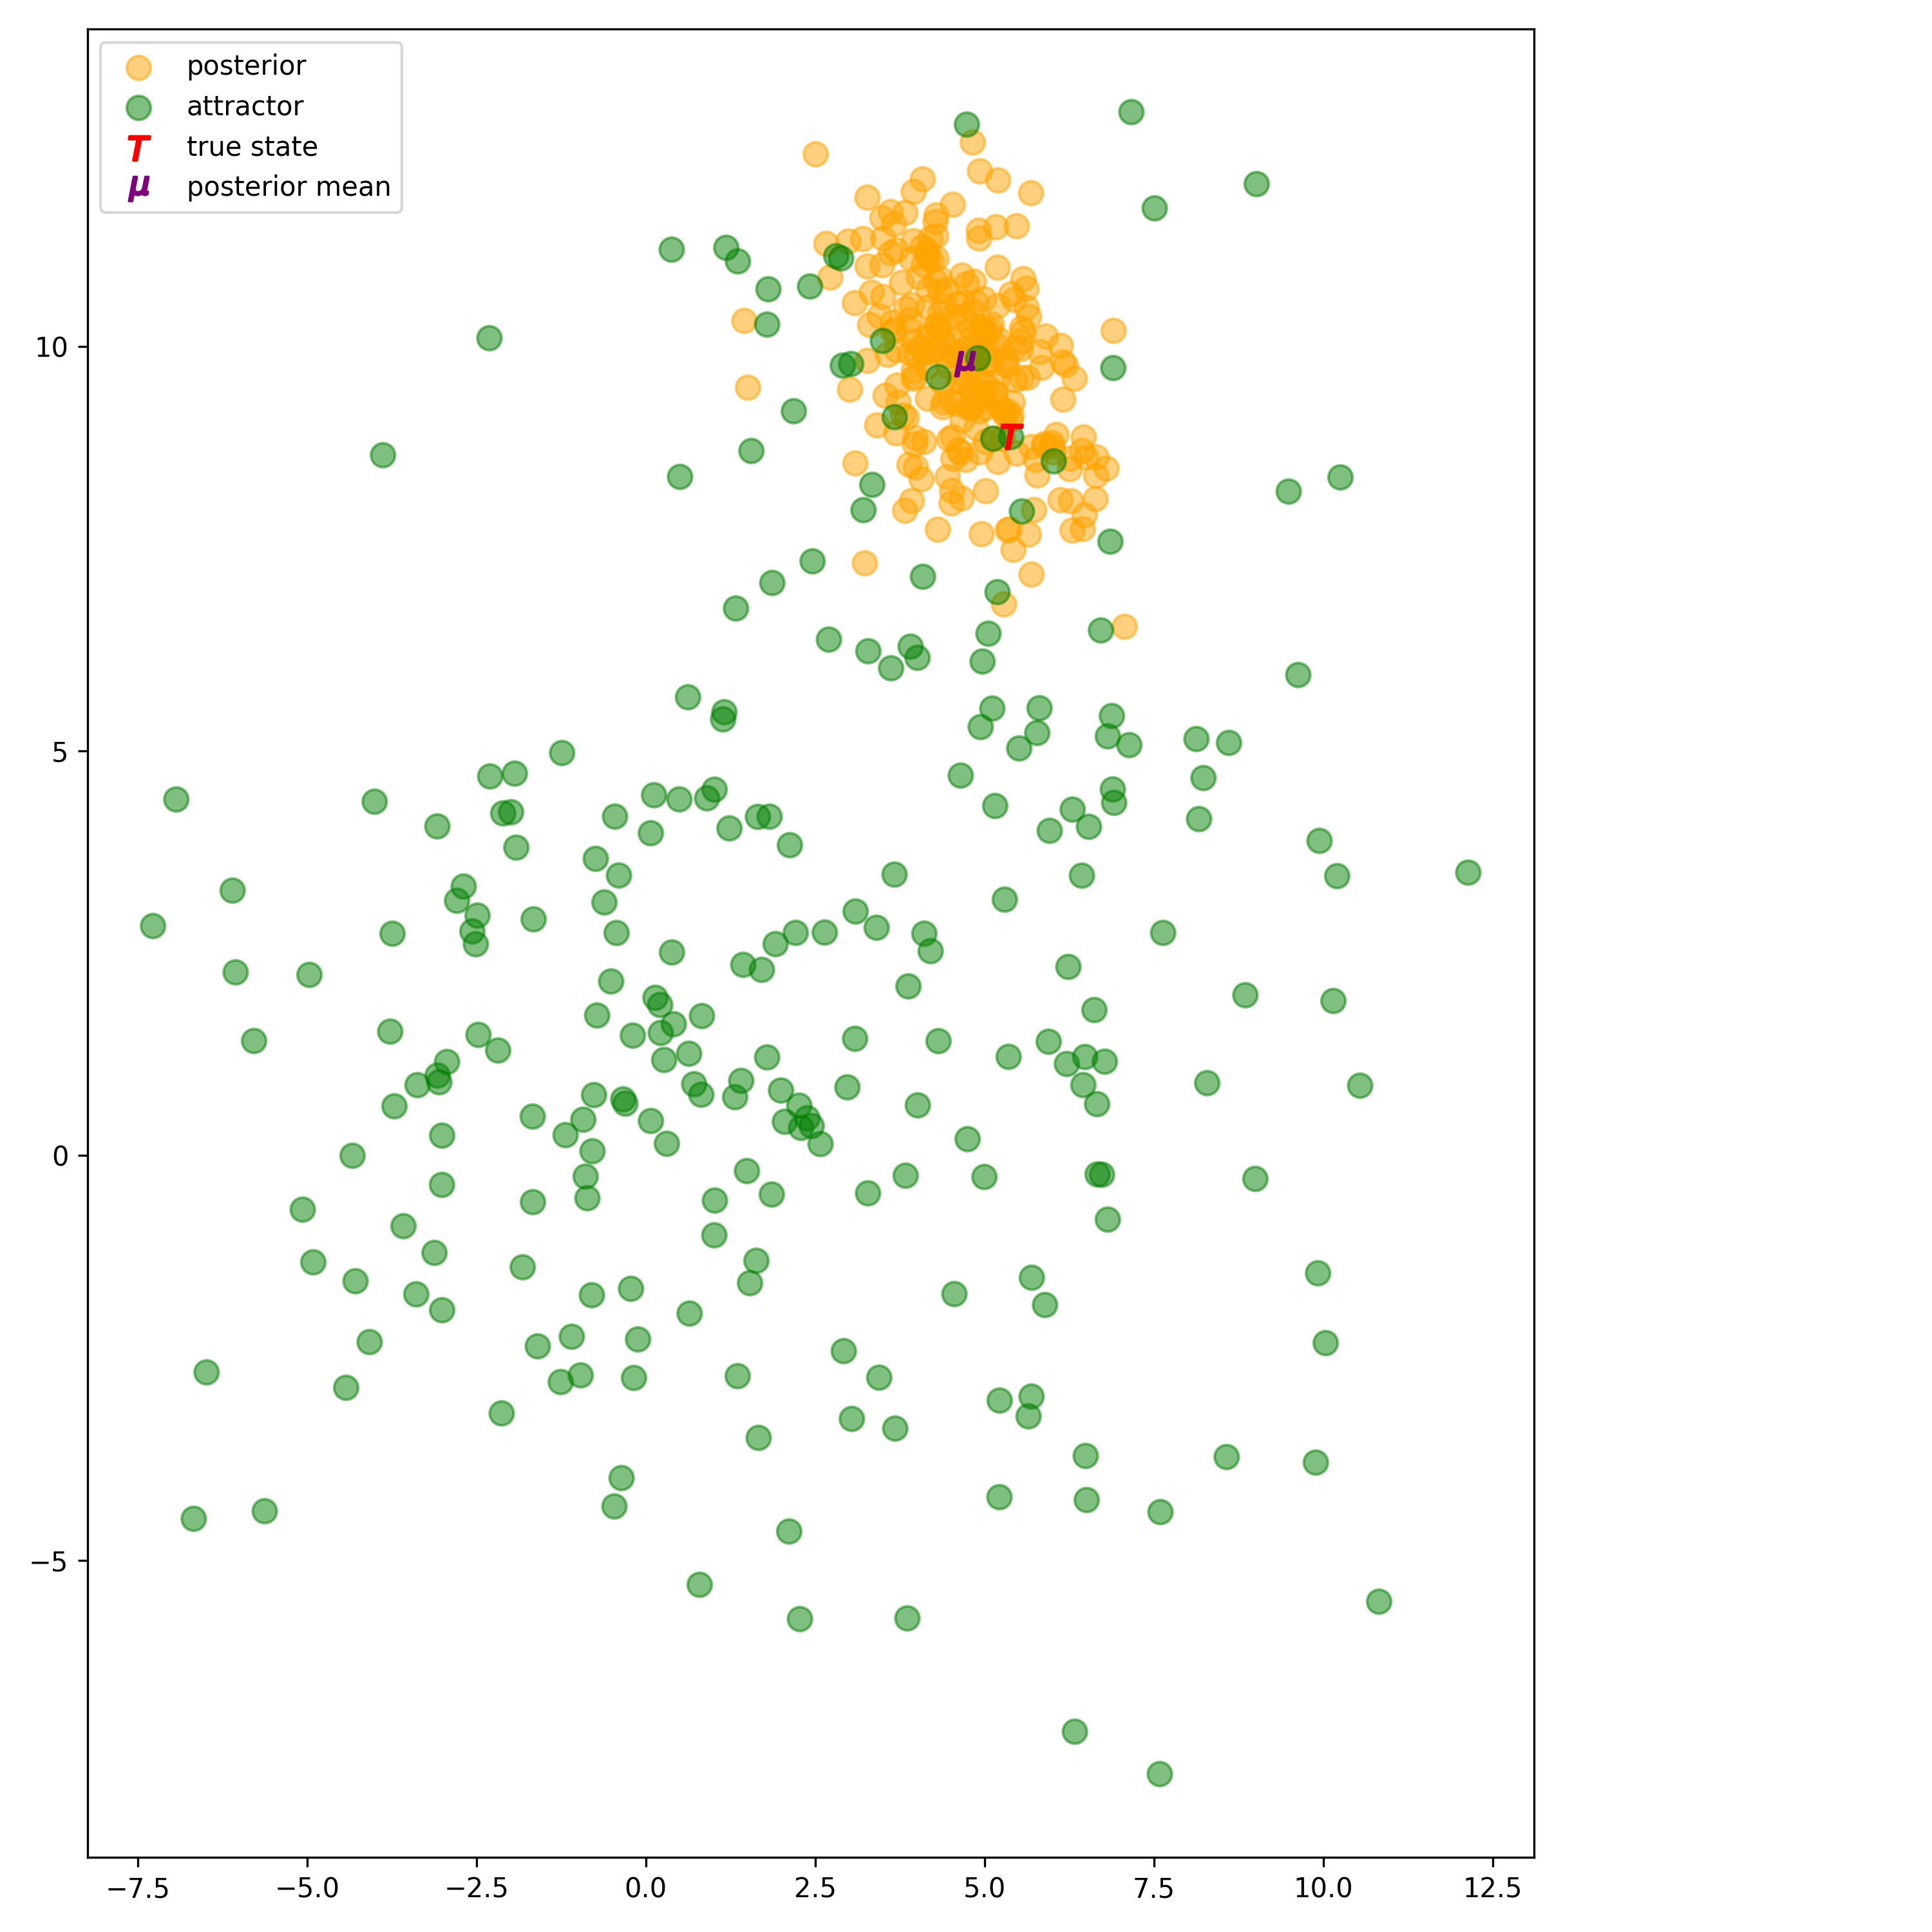 posterior
attractor
T true state
μ posterior mean
10
μ
T
5
0
−5
−7.5 −5.0 −2.5 0.0 2.5 5.0 7.5 10.0 12.5